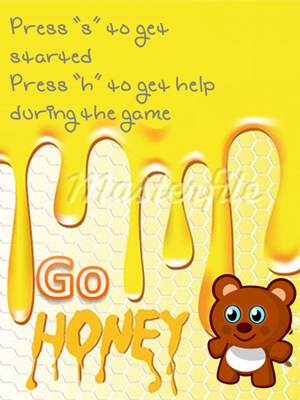 Press "s" to get
started
Press "h" to get help
during the game
Masterfile
Go
HONEY